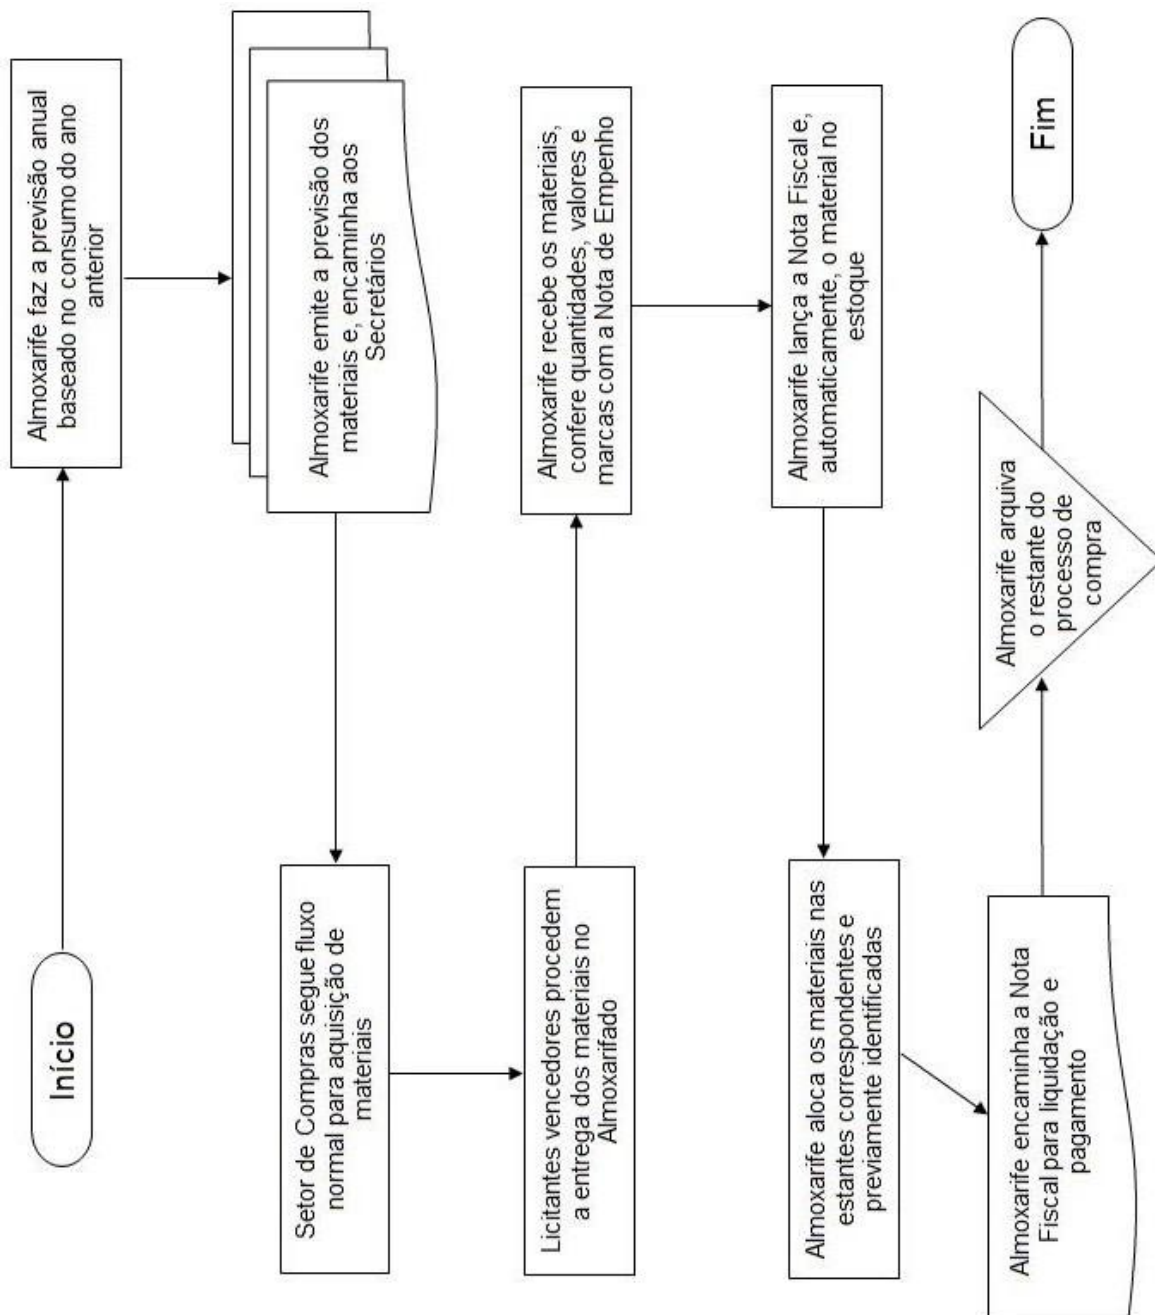 Início
Almoxarife faz a previsão anual
baseado no consumo do ano
anterior
Almoxarife emite a previsão dos
materiais e, encaminha aos
Secretários
Setor de Compras segue fluxo
normal para aquisição de
materiais
Licitantes vencedores procedem
a entrega dos materiais no
Almoxarifado
Almoxarife recebe os materiais,
confere quantidades, valores e
marcas com a Nota de Empenho
Almoxarife lança a Nota Fiscal e,
automaticamente, o material no
estoque
Almoxarife aloca os materiais nas
estantes correspondentes e
previamente identificadas
Almoxarife encaminha a Nota
Fiscal para liquidação e
pagamento
Almoxarife arquiva
o restante do
processo de
compra
Fim